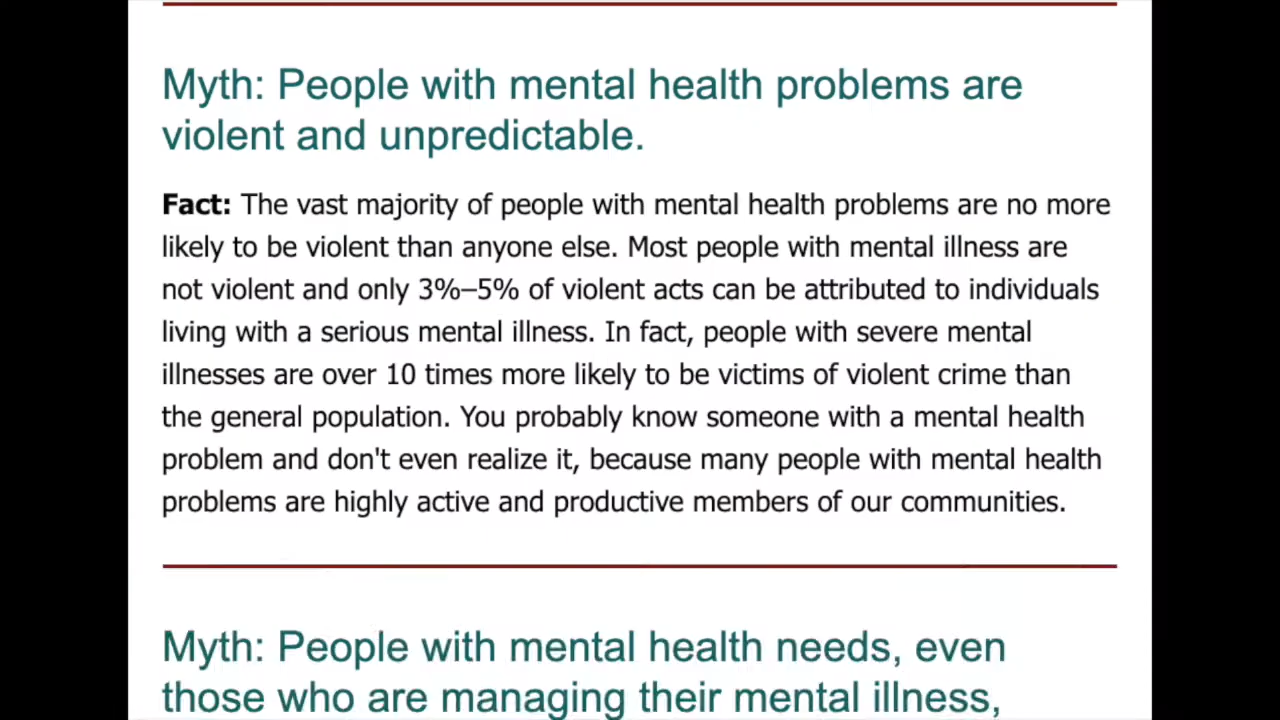 Myth: People with mental health problems are
violent and unpredictable.
Fact: The vast majority of people with mental health problems are no more
likely to be violent than anyone else. Most people with mental illness are
not violent and only 3%–5% of violent acts can be attributed to individuals
living with a serious mental illness. In fact, people with severe mental
illnesses are over 10 times more likely to be victims of violent crime than
the general population. You probably know someone with a mental health
problem and don't even realize it, because many people with mental health
problems are highly active and productive members of our communities.
Myth: People with mental health needs, even
those who are managing their mental illness,